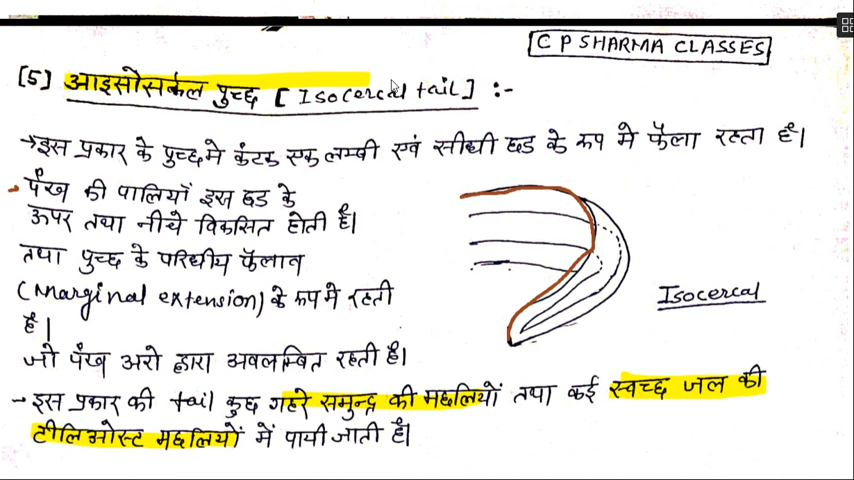 C P SHARMA CLASSES
[5] आइसोसर्कल पुच्छ [Isocercal tail] :-
→ इस प्रकार के पुच्छ मे कंटक एक लम्बी एवं सीधी छड के रूप मे फैला रहता है।
→ पंख की पालियाँ इस छड के
ऊपर तथा नीचे विकसित होती है।
तथा पुच्छ के परिधीय फैलाव
(Marginal extension) के रूप मे रहती
है।
जो पंख अरो द्वारा अवलम्बित रहती है।
Isocercal
→ इस प्रकार की tail कुछ गहरे समुन्द्र की मछलियों तथा कई स्वच्छ जल की
टीलिओस्ट मछलियों में पायी जाती है।